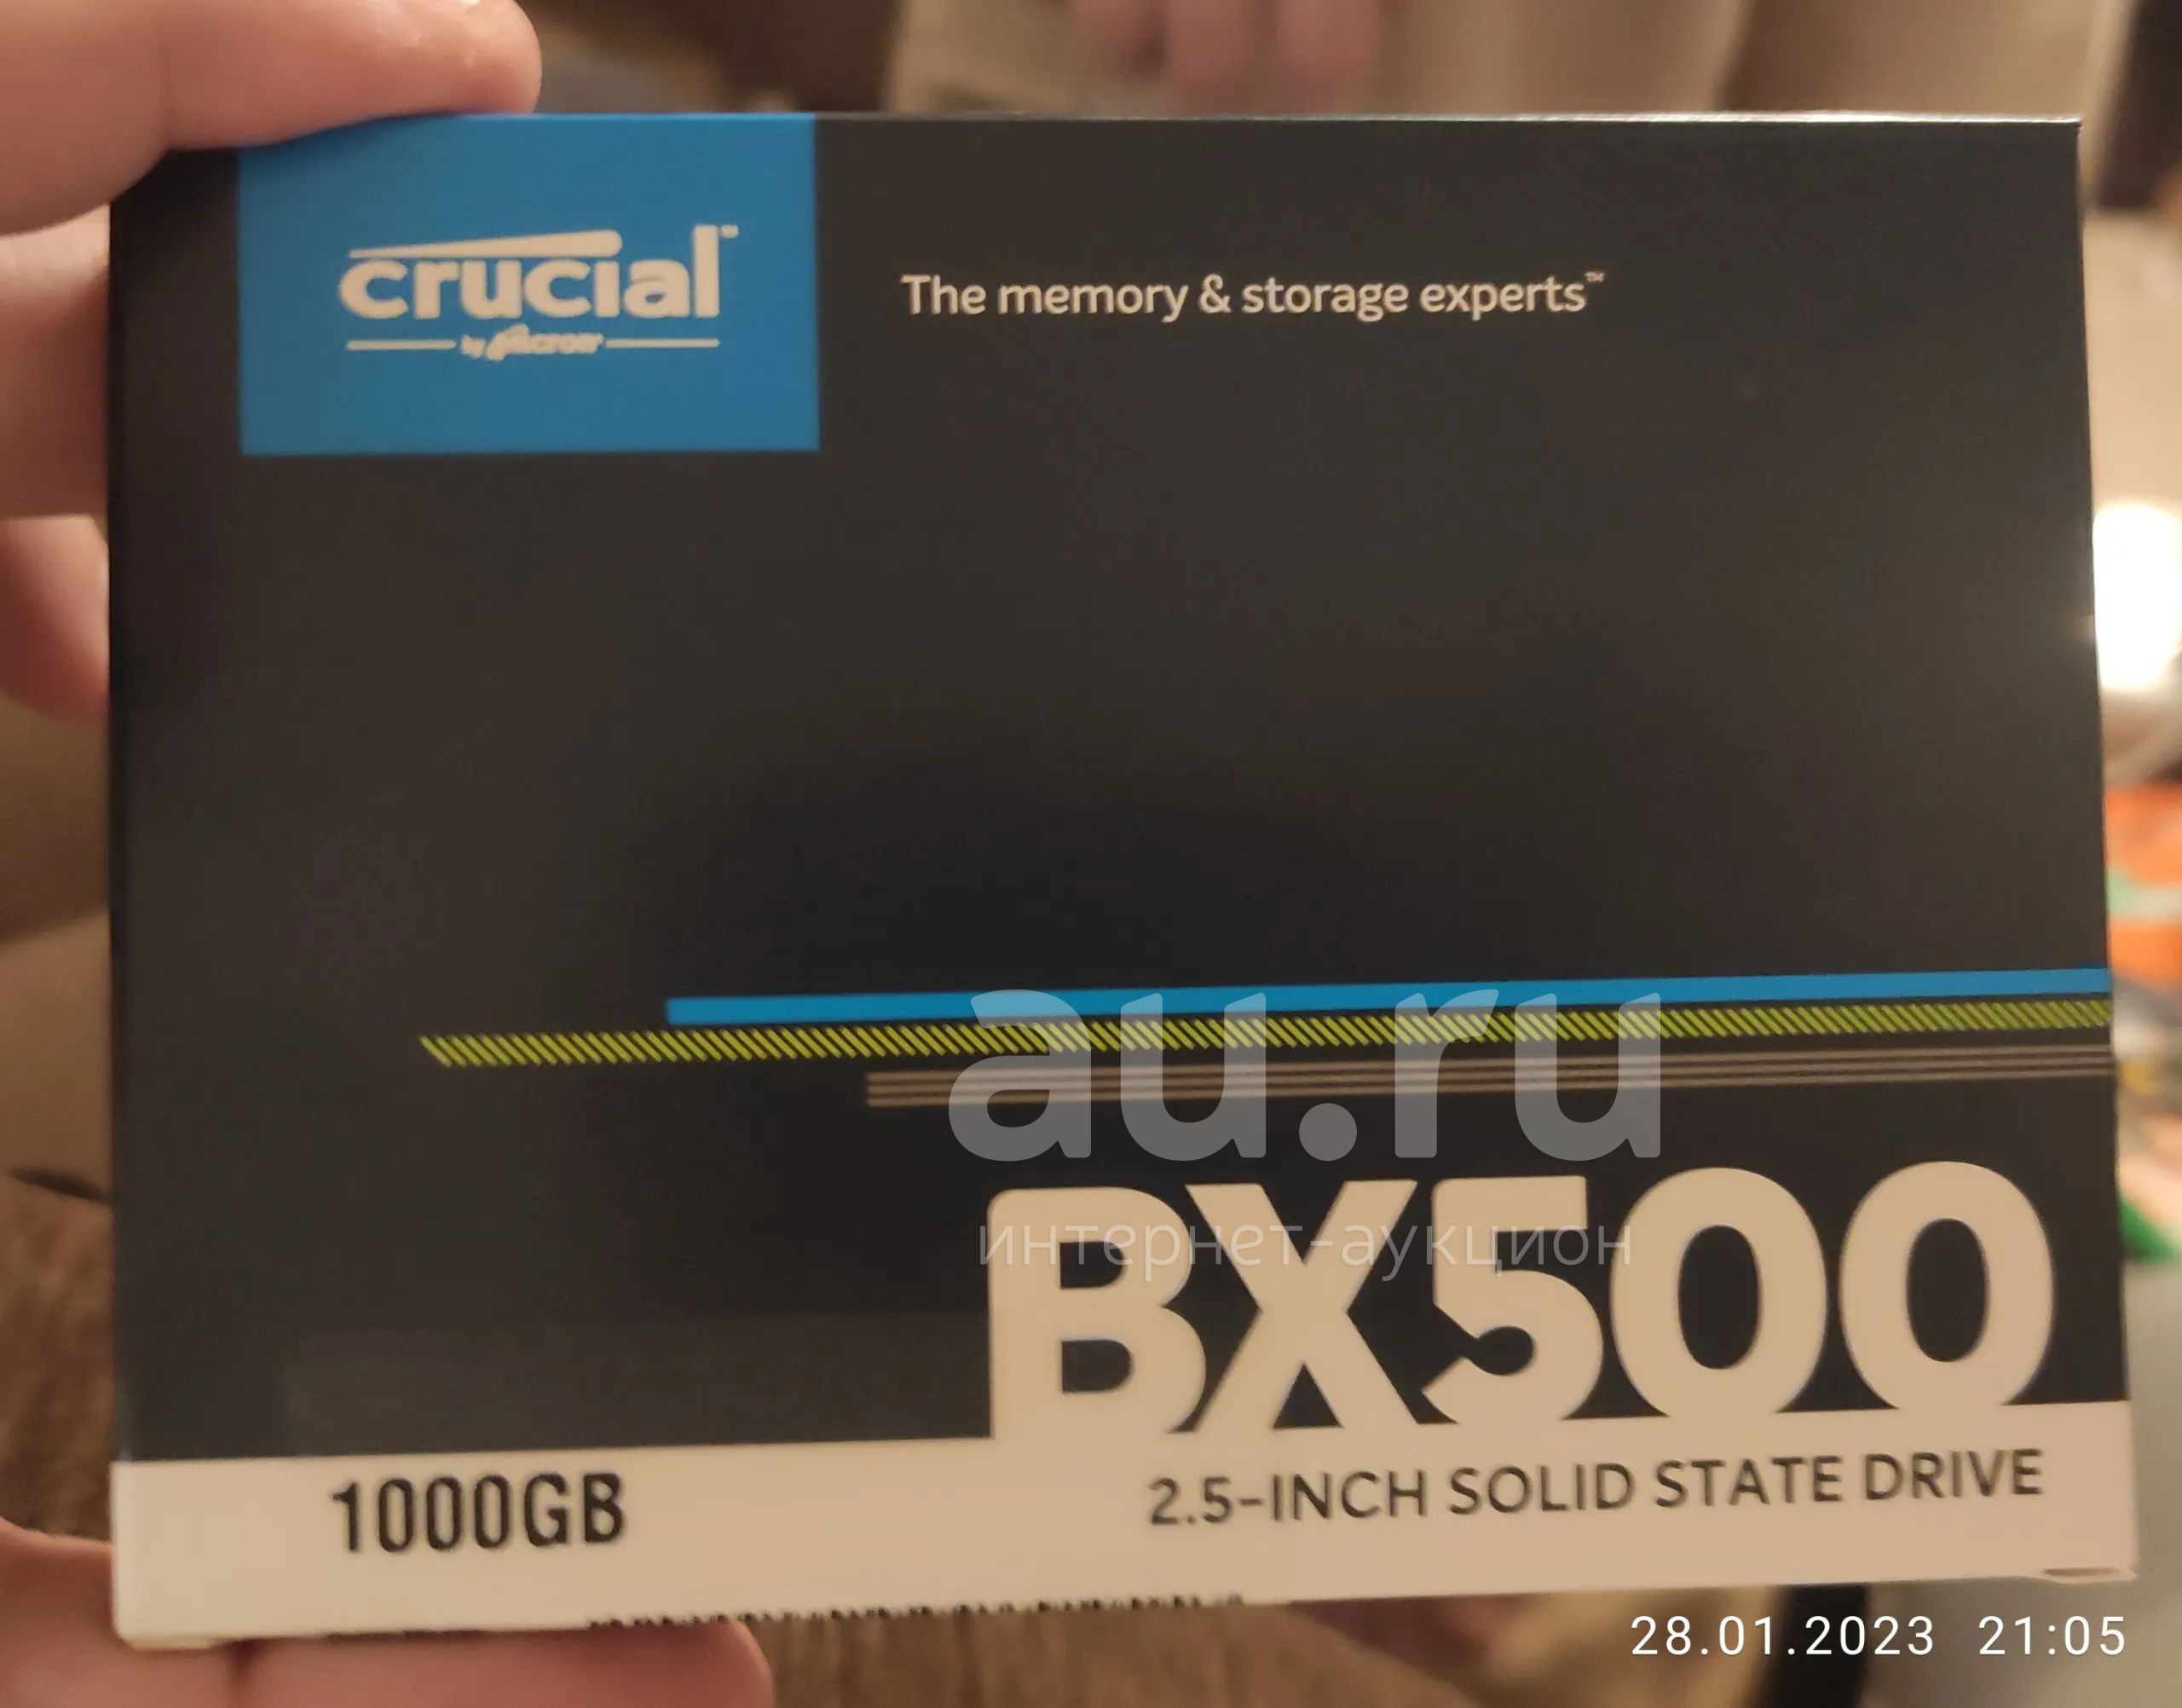 crucial™
by Micron®
The memory & storage experts™
au.ru
интернет-аукцион
BX500
1000GB
2.5-INCH SOLID STATE DRIVE
28.01.2023 21:05